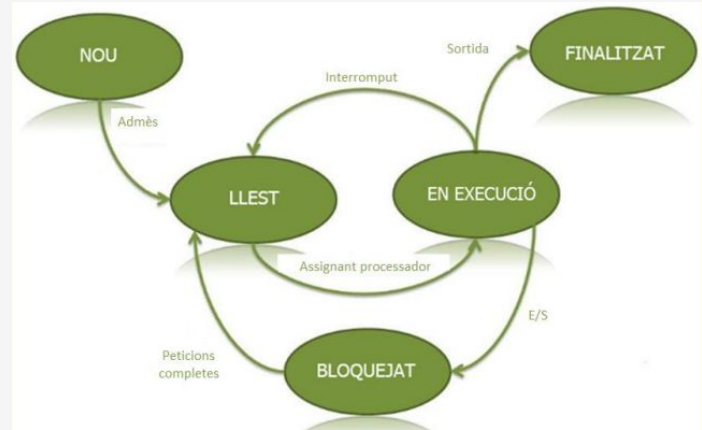 NOU
Sortida
FINALITZAT
Interromput
Admès
LLEST
EN EXECUCIÓ
Assignant processador
E/S
Peticions
completes
BLOQUEJAT